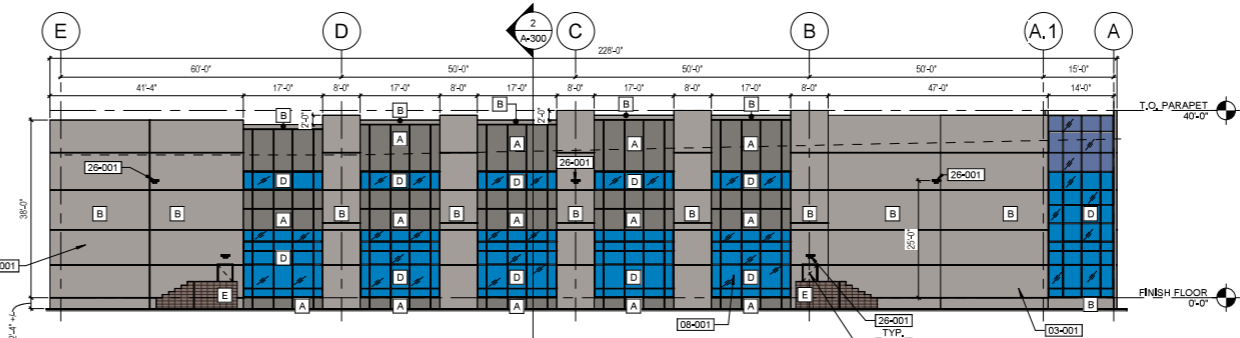 E D 2 A-300 C B A.1 A
228'-0"
60'-0" 50'-0" 50'-0" 50'-0" 15'-0"
41'-4" 17'-0" 8'-0" 17'-0" 8'-0" 17'-0" 8'-0" 17'-0" 8'-0" 17'-0" 8'-0" 47'-0" 14'-0"
B B B B B
2'-0" 2'-0"
T.O. PARAPET
40'-0"
A A A A
26-001 26-001 26-001
D D D D D
38'-0"
B B B B B B B B B B D
A A A A A
25'-0"
D
D D D D
001
E E
FINISH FLOOR
0'-0"
2'-4" +/-
A A A A A B
08-001 26-001 03-001
TYP.